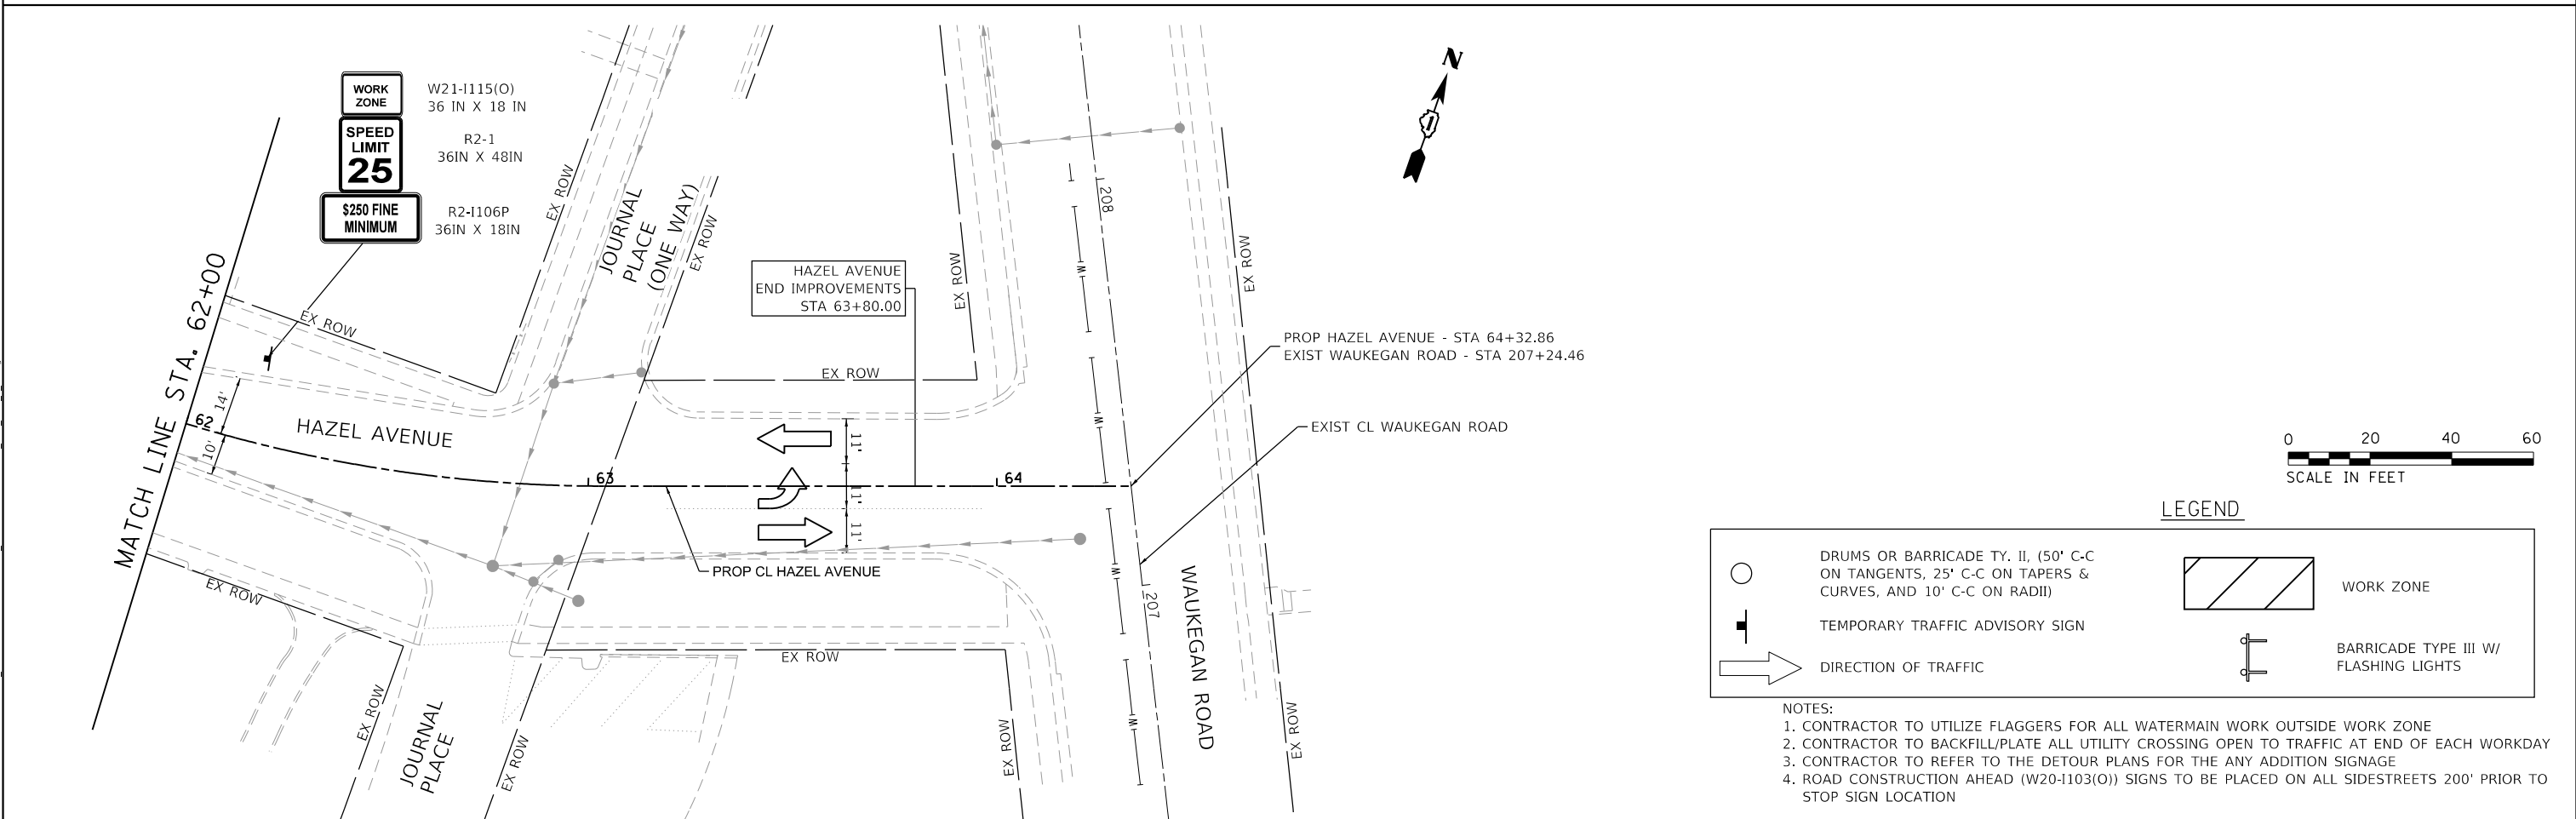 WORK
ZONE
W21-I115(O)
36 IN X 18 IN
SPEED
LIMIT
25
R2-1
36IN X 48IN
$250 FINE
MINIMUM
R2-I106P
36IN X 18IN
MATCH LINE STA. 62+00
EX ROW
EX ROW
JOURNAL
PLACE
(ONE WAY)
EX ROW
HAZEL AVENUE
END IMPROVEMENTS
STA 63+80.00
EX ROW
EX ROW
208
W
W
EX ROW
N
1
PROP HAZEL AVENUE - STA 64+32.86
EXIST WAUKEGAN ROAD - STA 207+24.46
EXIST CL WAUKEGAN ROAD
14'
10'
62
HAZEL AVENUE
63
64
11'
11'
11'
PROP CL HAZEL AVENUE
EX ROW
EX ROW
JOURNAL
PLACE
EX ROW
EX ROW
EX ROW
W
W
207
WAUKEGAN ROAD
EX ROW
0 20 40 60
SCALE IN FEET
LEGEND
DRUMS OR BARRICADE TY. II, (50' C-C
ON TANGENTS, 25' C-C ON TAPERS &
CURVES, AND 10' C-C ON RADII)
TEMPORARY TRAFFIC ADVISORY SIGN
DIRECTION OF TRAFFIC
WORK ZONE
BARRICADE TYPE III W/
FLASHING LIGHTS
NOTES:
1. CONTRACTOR TO UTILIZE FLAGGERS FOR ALL WATERMAIN WORK OUTSIDE WORK ZONE
2. CONTRACTOR TO BACKFILL/PLATE ALL UTILITY CROSSING OPEN TO TRAFFIC AT END OF EACH WORKDAY
3. CONTRACTOR TO REFER TO THE DETOUR PLANS FOR THE ANY ADDITION SIGNAGE
4. ROAD CONSTRUCTION AHEAD (W20-I103(O)) SIGNS TO BE PLACED ON ALL SIDESTREETS 200' PRIOR TO
STOP SIGN LOCATION